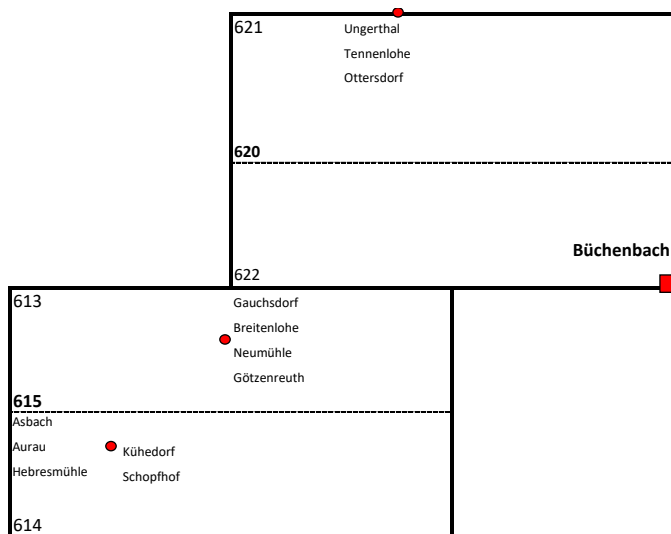 621
Ungerthal
Tennenlohe
Ottersdorf
620
Büchenbach
622
613
Gauchsdorf
Breitenlohe
Neumühle
Götzenreuth
615
Asbach
Aurau
Hebresmühle
Kühedorf
Schopfhof
614